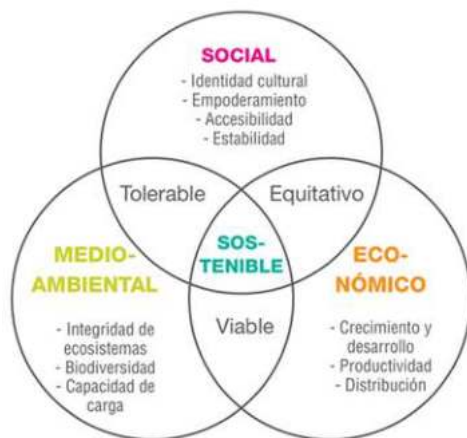 SOCIAL
- Identidad cultural
- Empoderamiento
- Accesibilidad
- Estabilidad
Tolerable
Equitativo
SOS-
TENIBLE
MEDIO-
AMBIENTAL
- Integridad de
ecosistemas
- Biodiversidad
- Capacidad de
carga
Viable
ECO-
NÓMICO
- Crecimiento y
desarrollo
- Productividad
- Distribución